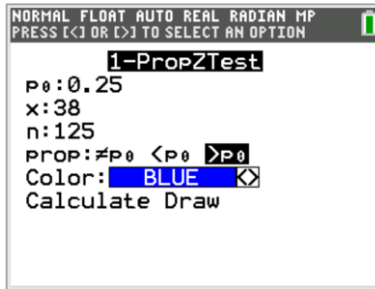 NORMAL FLOAT AUTO REAL RADIAN MP
PRESS [<] OR [>] TO SELECT AN OPTION
1-PropZTest
p₀:0.25
x:38
n:125
prop:≠p₀ <p₀ >p₀
Color: BLUE <>
Calculate Draw